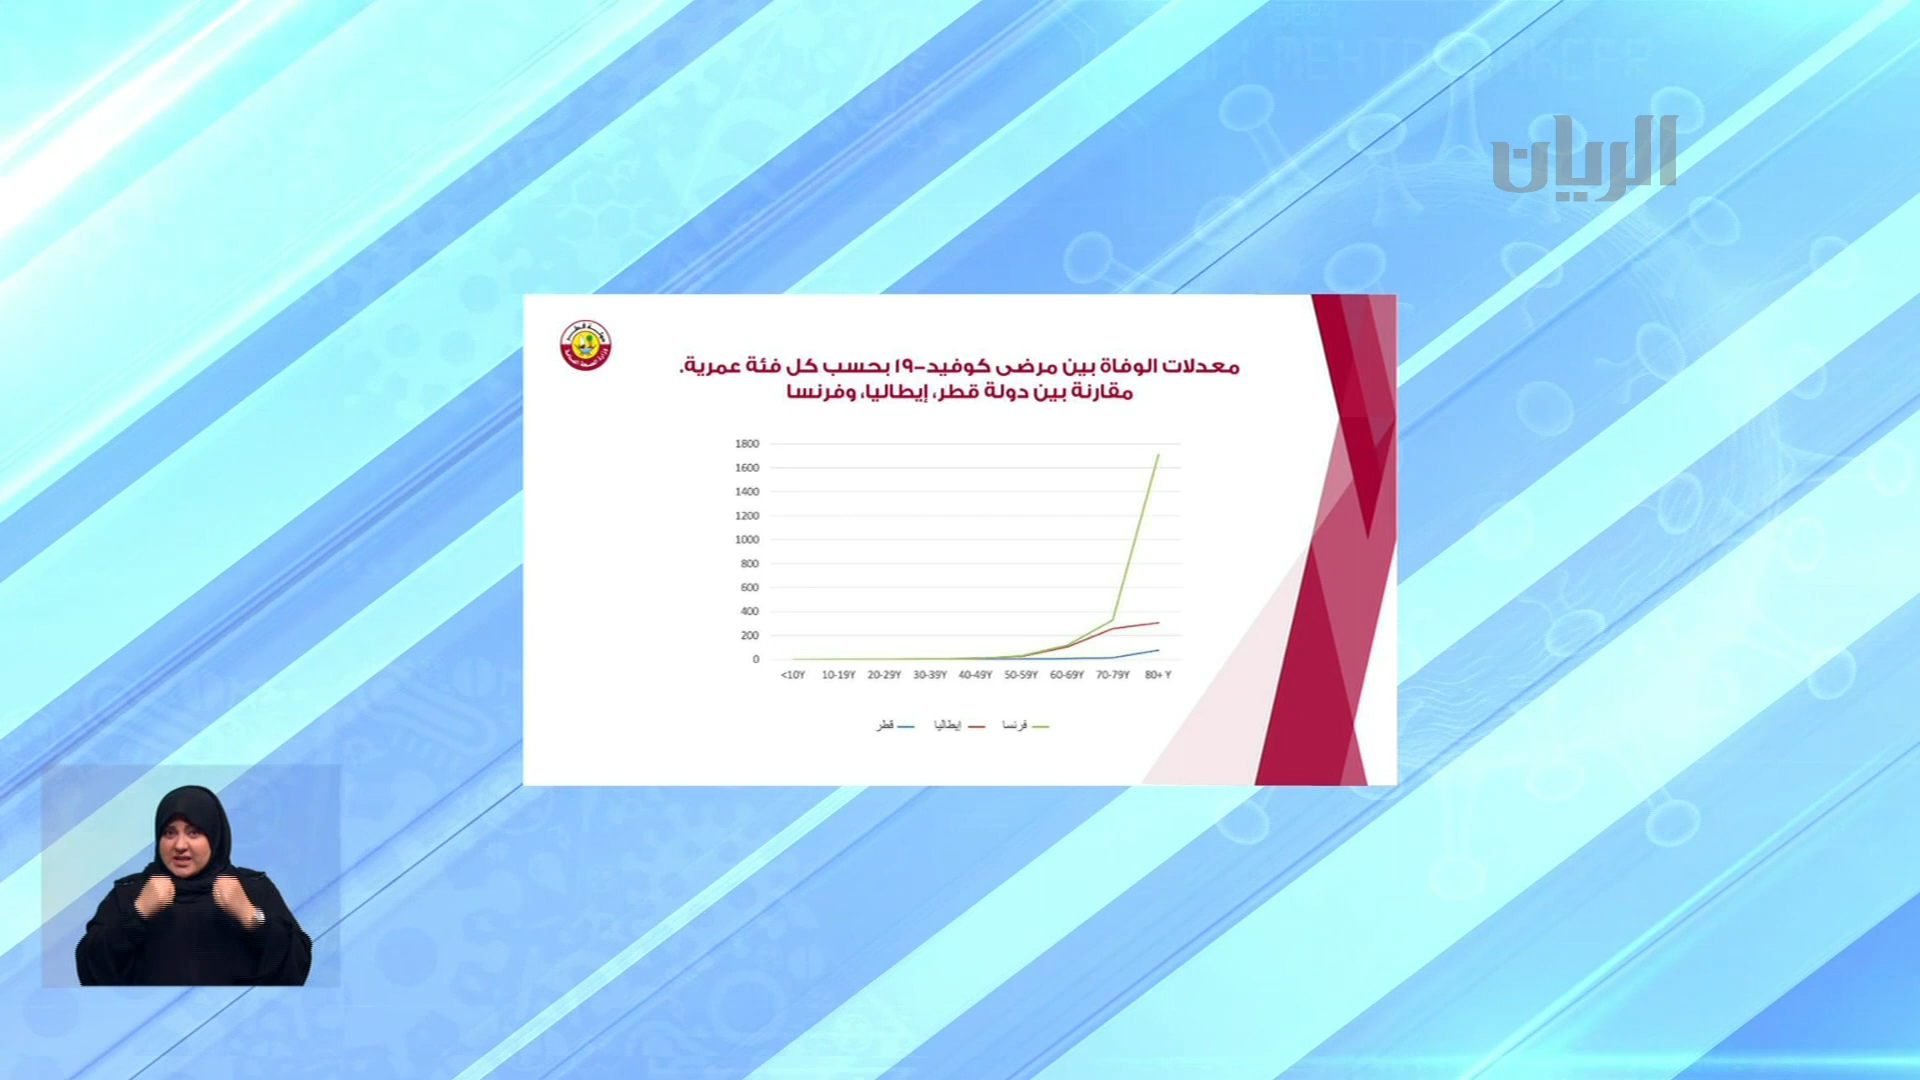 الريان
معدلات الوفاة بين مرضى كوفيد-١٩ بحسب كل فئة عمرية.
مقارنة بين دولة قطر، إيطاليا، وفرنسا
1800
1600
1400
1200
1000
800
600
400
200
0
<10Y 10-19Y 20-29Y 30-39Y 40-49Y 50-59Y 60-69Y 70-79Y 80+ Y
قطر إيطاليا فرنسا